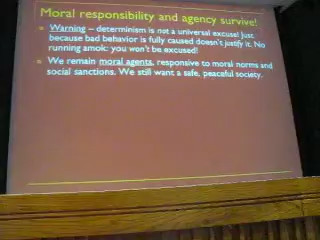 Moral responsibility and agency survive!
Warning – determinism is not a universal excuse! Just
because bad behavior is fully caused doesn't justify it. No
running amok: you won't be excused!
We remain moral agents, responsive to moral norms and
social sanctions. We still want a safe, peaceful society.